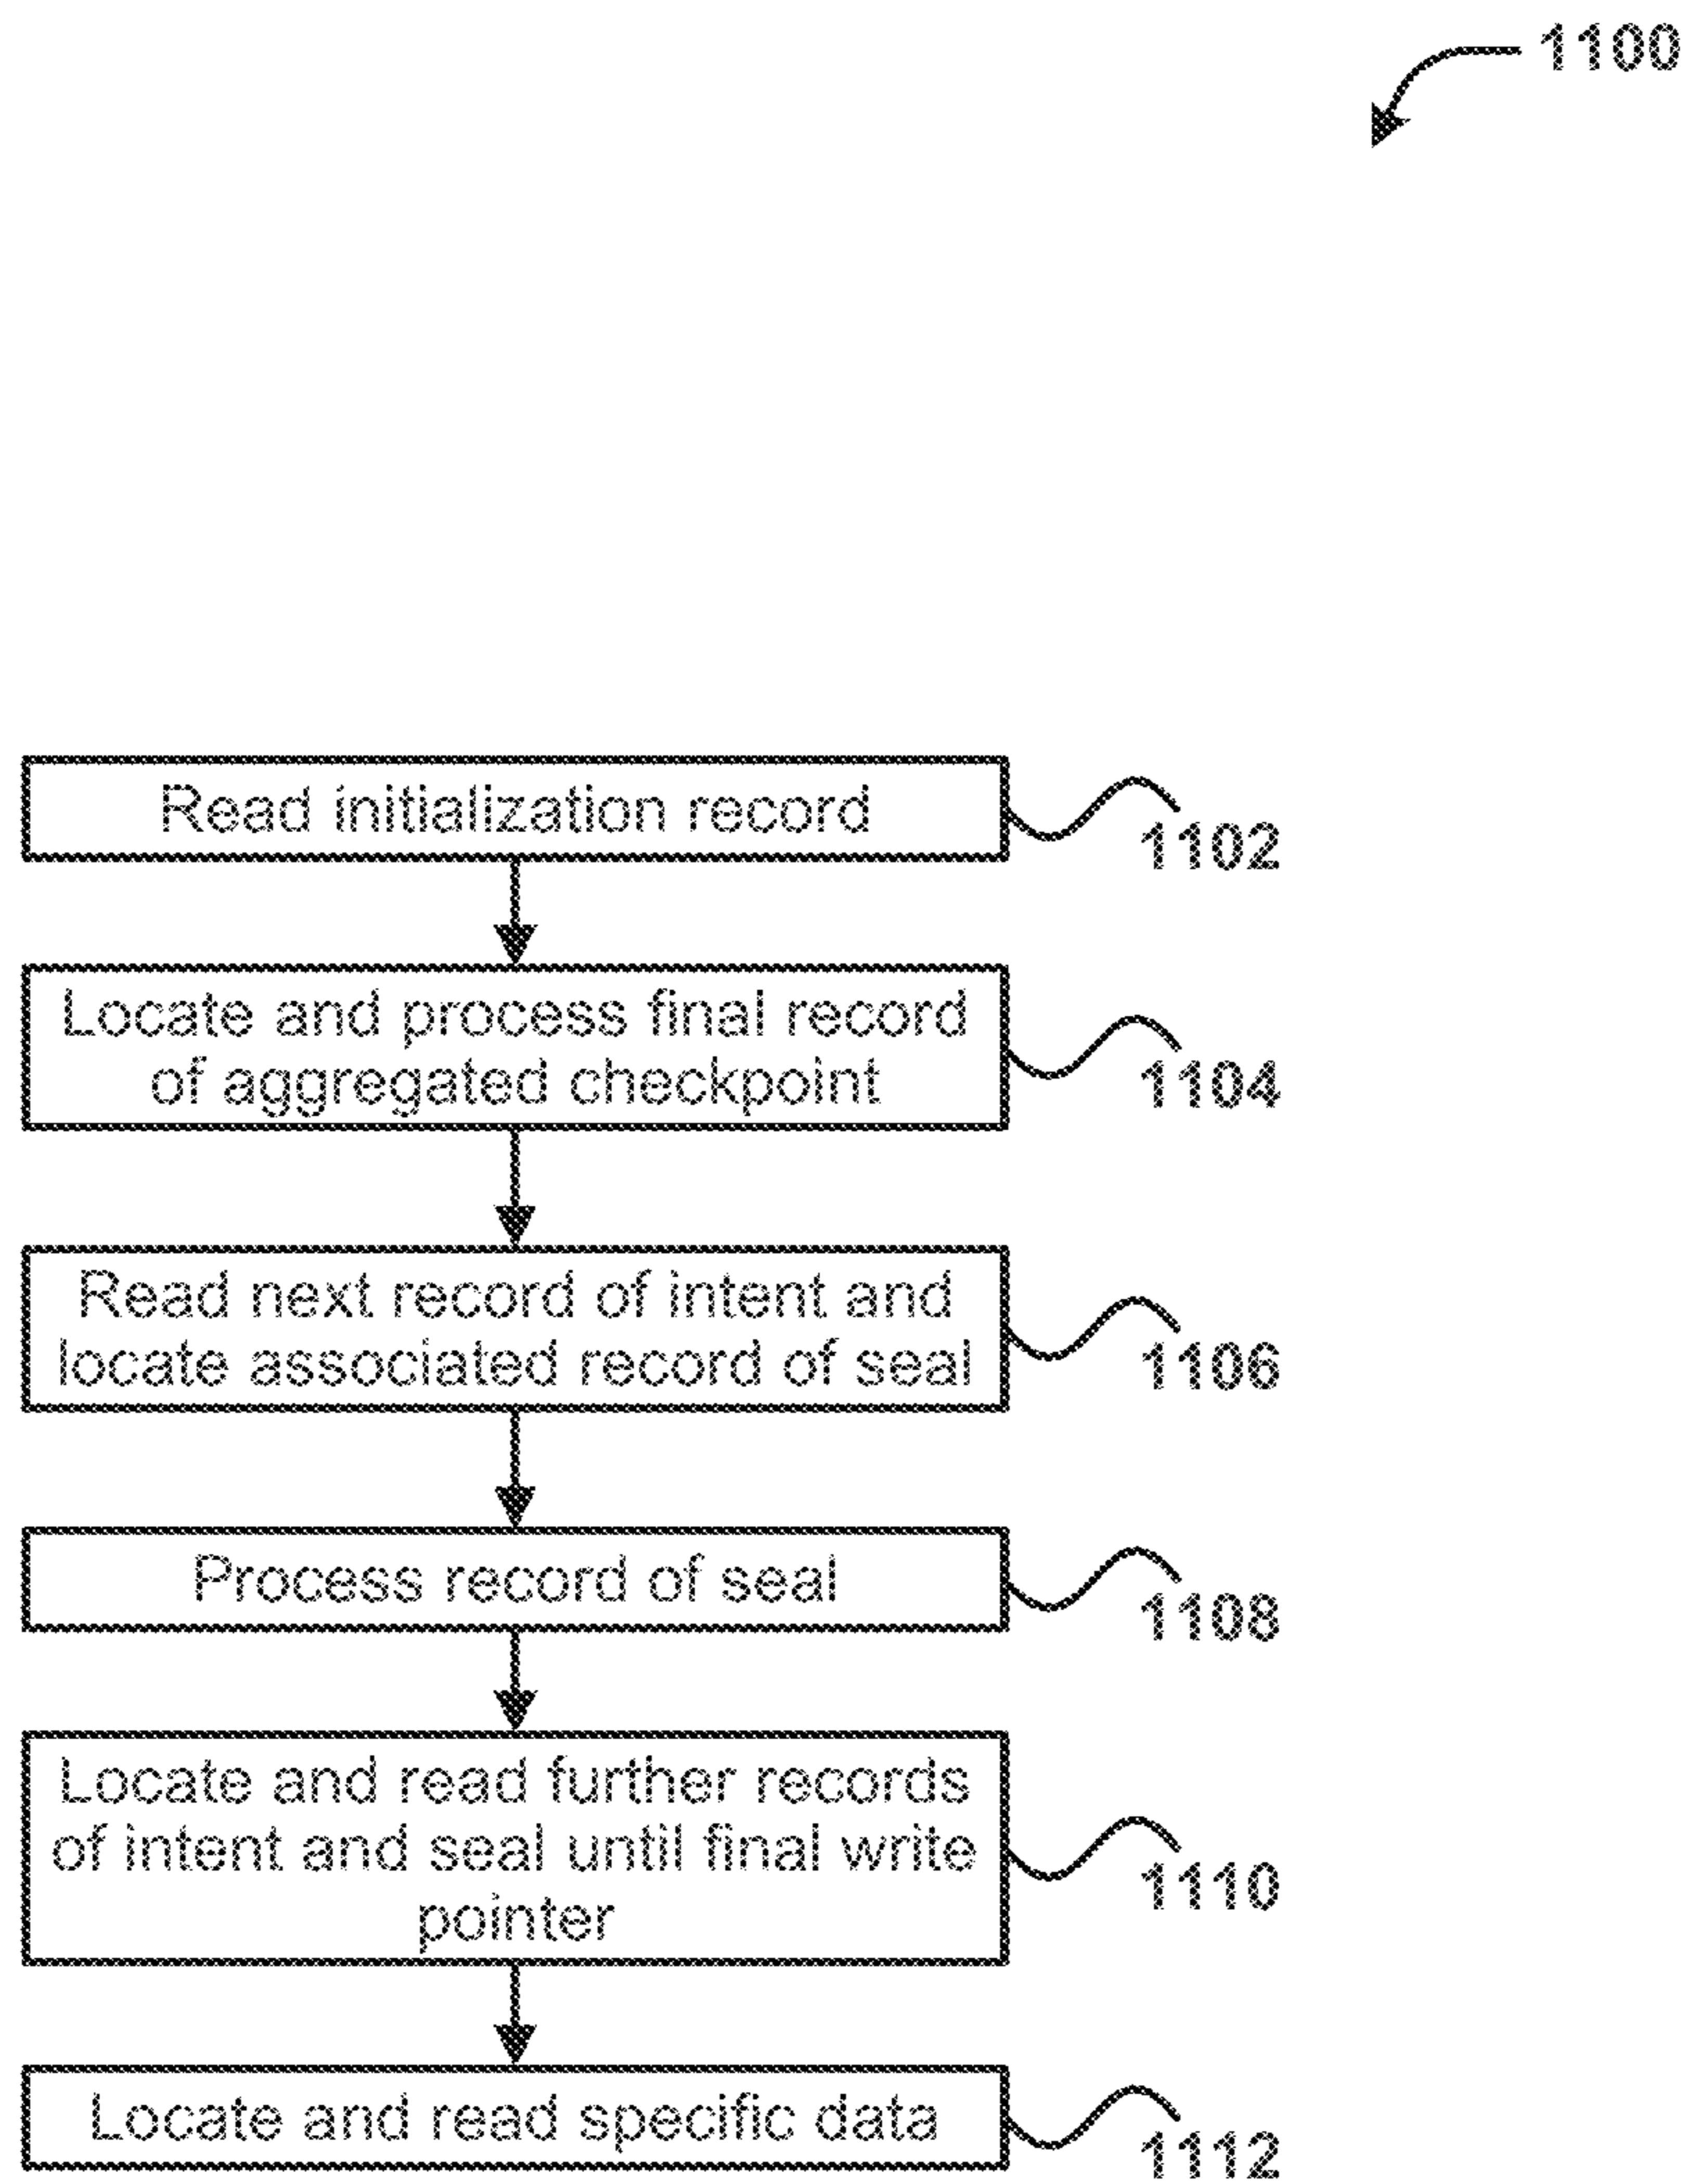 1100
Read initialization record
1102
Locate and process final record
of aggregated checkpoint
1104
Read next record of intent and
locate associated record of seal
1106
Process record of seal
1108
Locate and read further records
of intent and seal until final write
pointer
1110
Locate and read specific data
1112